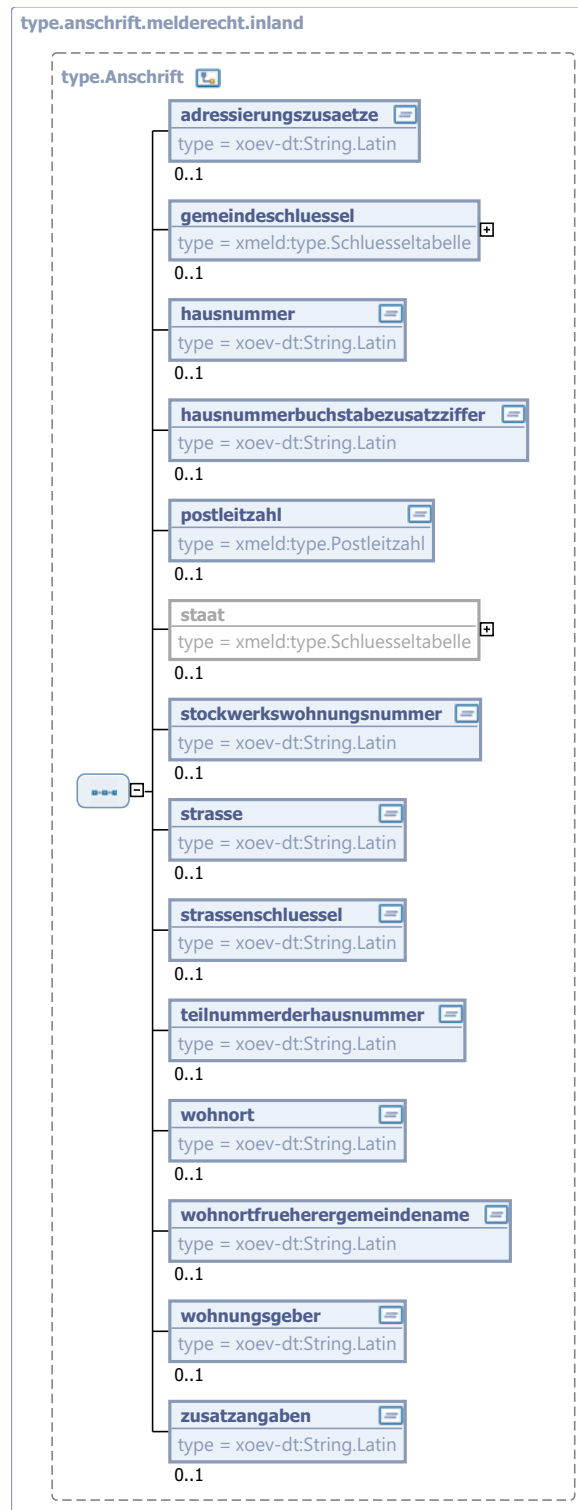 type.anschrift.melderecht.inland
type.Anschrift
adressierungszusaetze
type = xoev-dt:String.Latin
0..1
gemeindeschluessel
type = xmeld:type.Schluesseltabelle
0..1
hausnummer
type = xoev-dt:String.Latin
0..1
hausnummerbuchstabezusatzziffer
type = xoev-dt:String.Latin
0..1
postleitzahl
type = xmeld:type.Postleitzahl
0..1
staat
type = xmeld:type.Schluesseltabelle
0..1
stockwerkswohnungsnummer
type = xoev-dt:String.Latin
0..1
strasse
type = xoev-dt:String.Latin
0..1
strassenschluessel
type = xoev-dt:String.Latin
0..1
teilnummerderhausnummer
type = xoev-dt:String.Latin
0..1
wohnort
type = xoev-dt:String.Latin
0..1
wohnortfrueherergemeindename
type = xoev-dt:String.Latin
0..1
wohnungsgeber
type = xoev-dt:String.Latin
0..1
zusatzangaben
type = xoev-dt:String.Latin
0..1